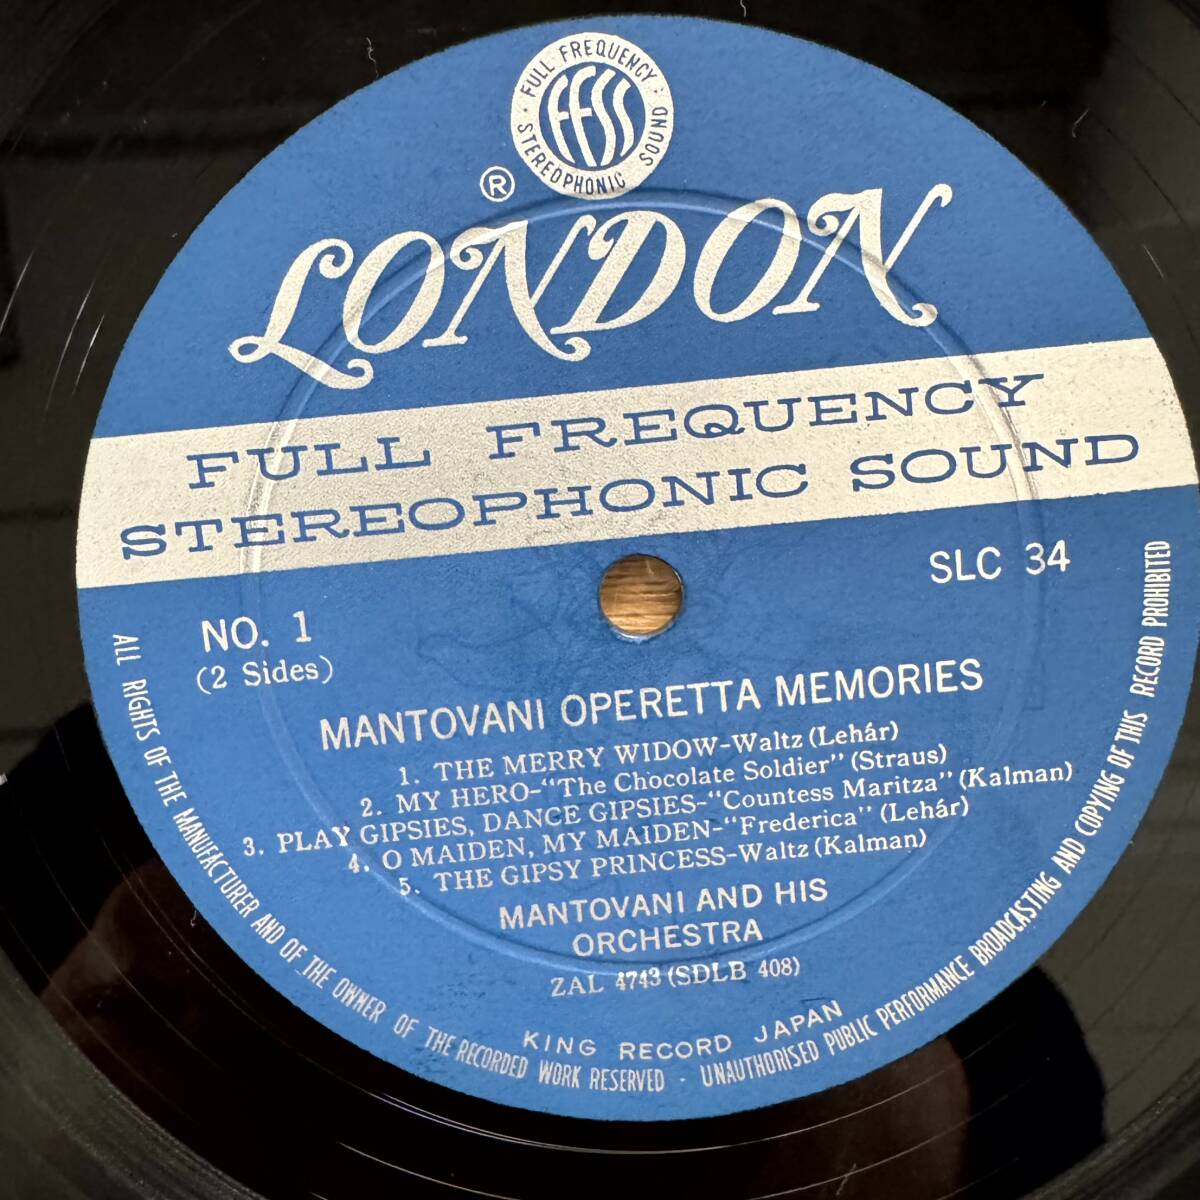 FULL FREQUENCY
FFSS
STEREOPHONIC SOUND
®
LONDON
FULL FREQUENCY
STEREOPHONIC SOUND
SLC 34
NO. 1
(2 Sides)
MANTOVANI OPERETTA MEMORIES
1. THE MERRY WIDOW-Waltz (Lehár)
2. MY HERO-"The Chocolate Soldier" (Straus)
3. PLAY GIPSIES, DANCE GIPSIES-"Countess Maritza" (Kalman)
4. O MAIDEN, MY MAIDEN-"Frederica" (Lehár)
5. THE GIPSY PRINCESS-Waltz (Kalman)
MANTOVANI AND HIS
ORCHESTRA
ZAL 4743 (SDLB 408)
KING RECORD JAPAN
ALL RIGHTS OF THE MANUFACTURER AND OF THE OWNER OF THE RECORDED WORK RESERVED · UNAUTHORISED PUBLIC PERFORMANCE BROADCASTING AND COPYING OF THIS RECORD PROHIBITED